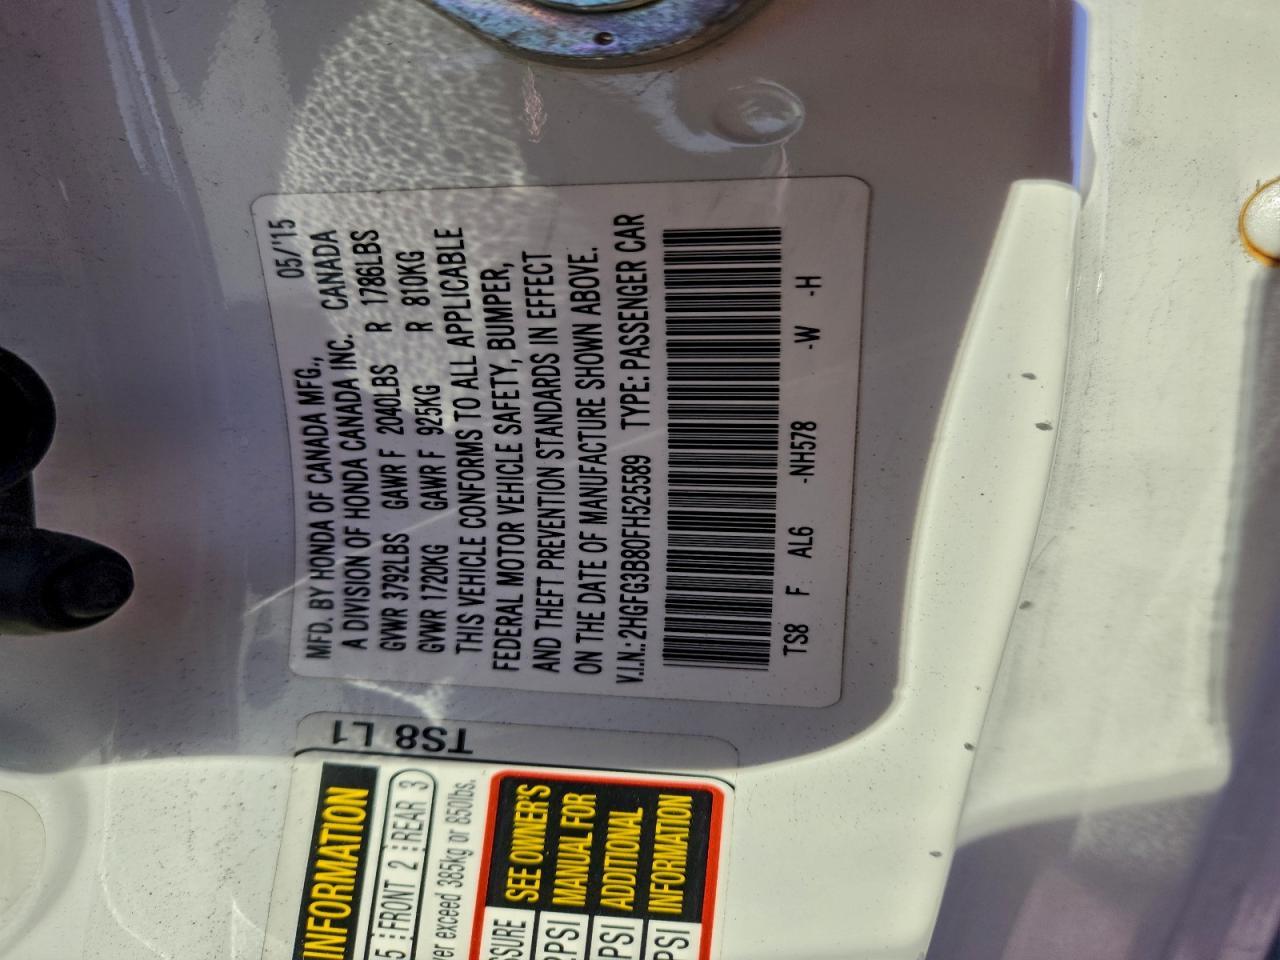 MFD. BY HONDA OF CANADA MFG., 05/'15
A DIVISION OF HONDA CANADA INC. CANADA
GVWR 3792LBS GAWR F 2040LBS R 1786LBS
GVWR 1720KG GAWR F 925KG R 810KG
THIS VEHICLE CONFORMS TO ALL APPLICABLE
FEDERAL MOTOR VEHICLE SAFETY, BUMPER,
AND THEFT PREVENTION STANDARDS IN EFFECT
ON THE DATE OF MANUFACTURE SHOWN ABOVE.
V.I.N.: 2HGFG3B80FH525589 TYPE: PASSENGER CAR
TS8 F AL6 -NH578 -W -H
TS8 L1
INFORMATION
5 FRONT 2 REAR 3
exceed 385kg or 850lbs.
SEE OWNER'S
MANUAL FOR
ADDITIONAL
INFORMATION
PSI
PSI
PSI